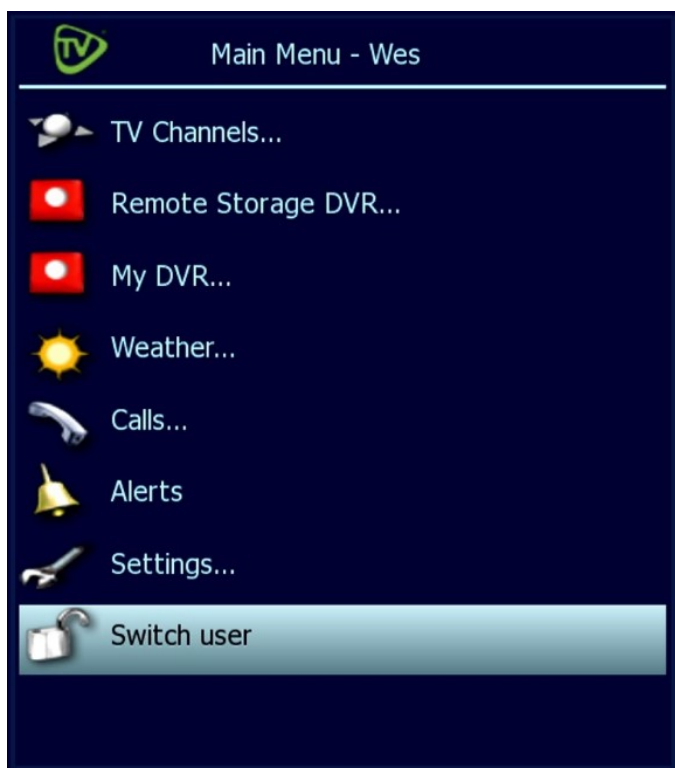 TV
Main Menu - Wes
TV Channels...
Remote Storage DVR...
My DVR...
Weather...
Calls...
Alerts
Settings...
Switch user